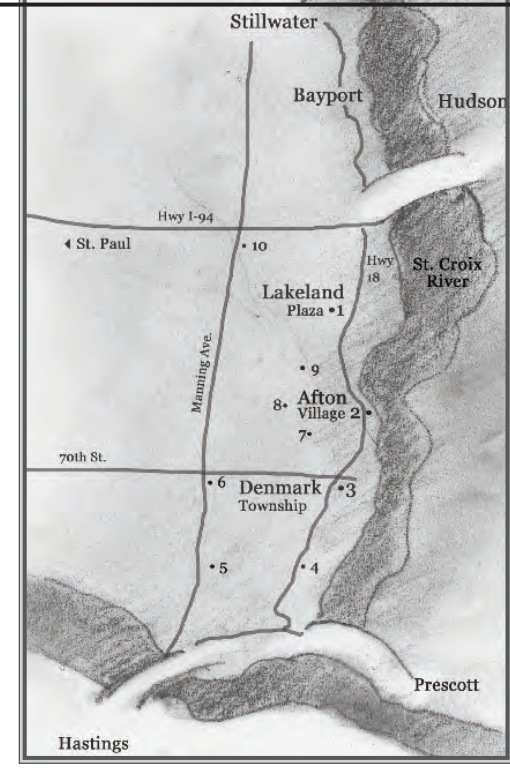 Stillwater
Bayport
Hudson
Hwy I-94
◀ St. Paul
• 10
Hwy
18
St. Croix
River
Lakeland
Plaza • 1
Manning Ave.
• 9
8 •
Afton
Village 2 •
7 •
70th St.
• 6
Denmark
Township
• 3
• 5
• 4
Prescott
Hastings